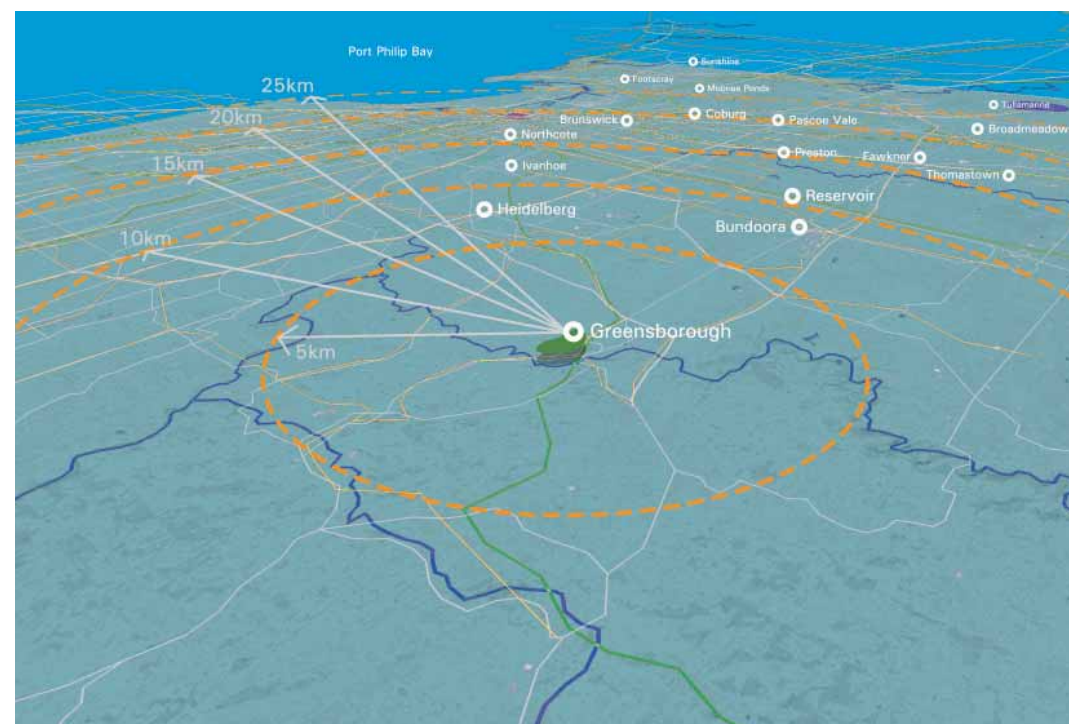 Port Philip Bay
Sunshine
Footscray
25km
Moonee Ponds
Tullamarine
20km
Brunswick
Coburg
Pascoe Vale
Broadmeadow
Northcote
15km
Ivanhoe
Preston
Fawkner
Thomastown
Heidelberg
Reservoir
10km
Bundoora
Greensborough
5km